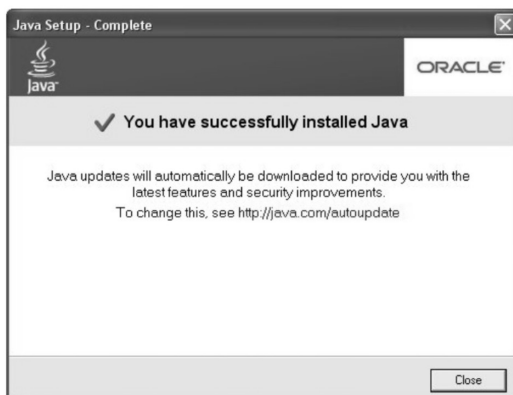 Java Setup - Complete
Java™
ORACLE®
You have successfully installed Java
Java updates will automatically be downloaded to provide you with the
latest features and security improvements.
To change this, see http://java.com/autoupdate
Close